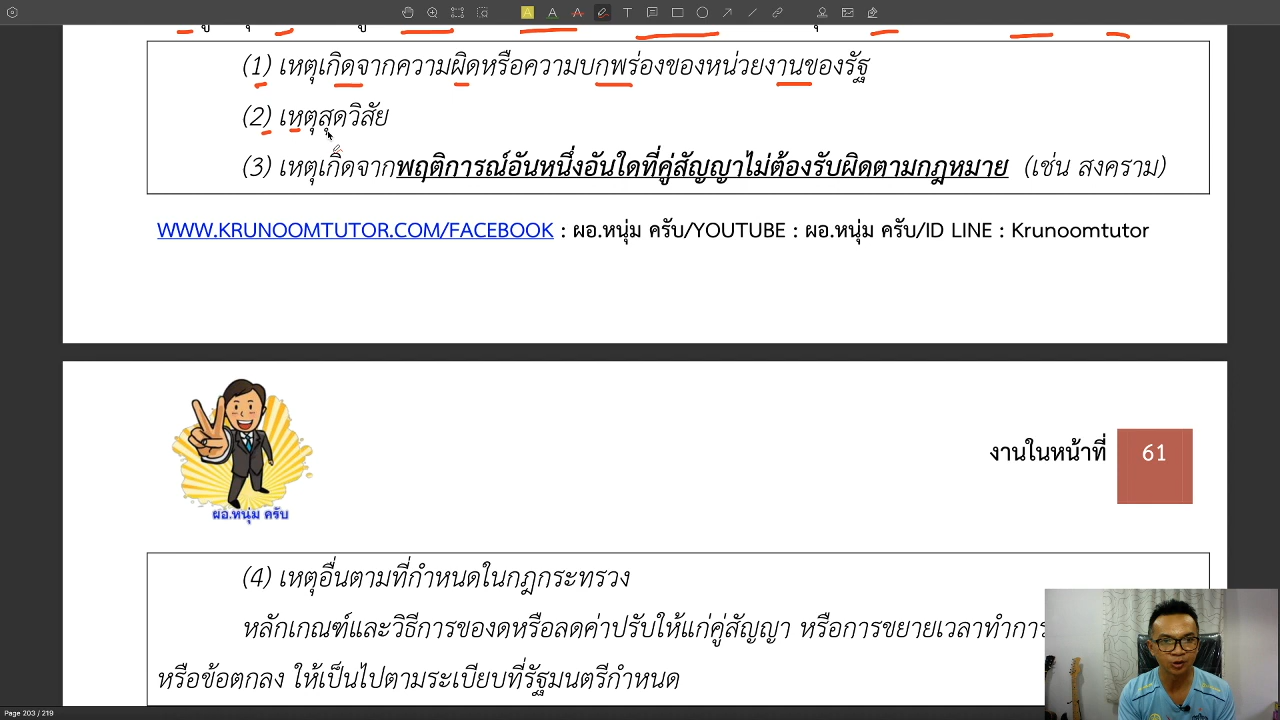 (1) เหตุเกิดจากความผิดหรือความบกพร่องของหน่วยงานของรัฐ
(2) เหตุสุดวิสัย
(3) เหตุเกิดจากพฤติการณ์อันหนึ่งอันใดที่คู่สัญญาไม่ต้องรับผิดตามกฎหมาย (เช่น สงคราม)
WWW.KRUNOOMTUTOR.COM/FACEBOOK : ผอ.หนุ่ม ครับ/YOUTUBE : ผอ.หนุ่ม ครับ/ID LINE : Krunoomtutor
งานในหน้าที่ 61
ผอ.หนุ่ม ครับ
(4) เหตุอื่นตามที่กำหนดในกฎกระทรวง
หลักเกณฑ์และวิธีการของดหรือลดค่าปรับให้แก่คู่สัญญา หรือการขยายเวลาทำการ
หรือข้อตกลง ให้เป็นไปตามระเบียบที่รัฐมนตรีกำหนด
Page 203 / 219